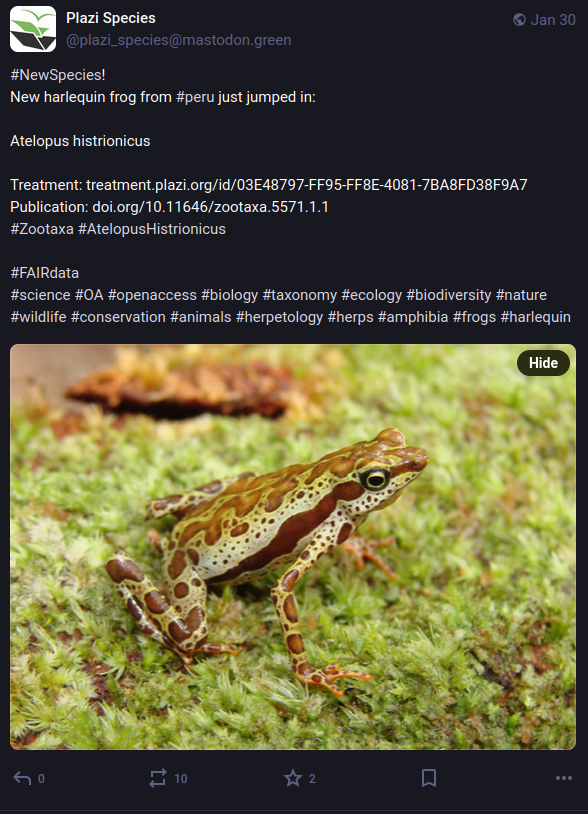 Plazi Species
Jan 30
@plazi_species@mastodon.green
#NewSpecies!
New harlequin frog from #peru just jumped in:
Atelopus histrionicus
Treatment: treatment.plazi.org/id/03E48797-FF95-FF8E-4081-7BA8FD38F9A7
Publication: doi.org/10.11646/zootaxa.5571.1.1
#Zootaxa #AtelopusHistrionicus
#FAIRdata
#science #OA #openaccess #biology #taxonomy #ecology #biodiversity #nature
#wildlife #conservation #animals #herpetology #herps #amphibia #frogs #harlequin
Hide
0
10
2